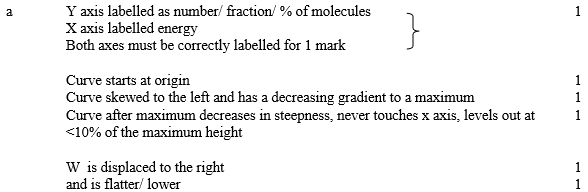 a Y axis labelled as number/ fraction/ % of molecules 1
X axis labelled energy
Both axes must be correctly labelled for 1 mark
Curve starts at origin 1
Curve skewed to the left and has a decreasing gradient to a maximum 1
Curve after maximum decreases in steepness, never touches x axis, levels out at 1
<10% of the maximum height
W is displaced to the right 1
and is flatter/ lower 1